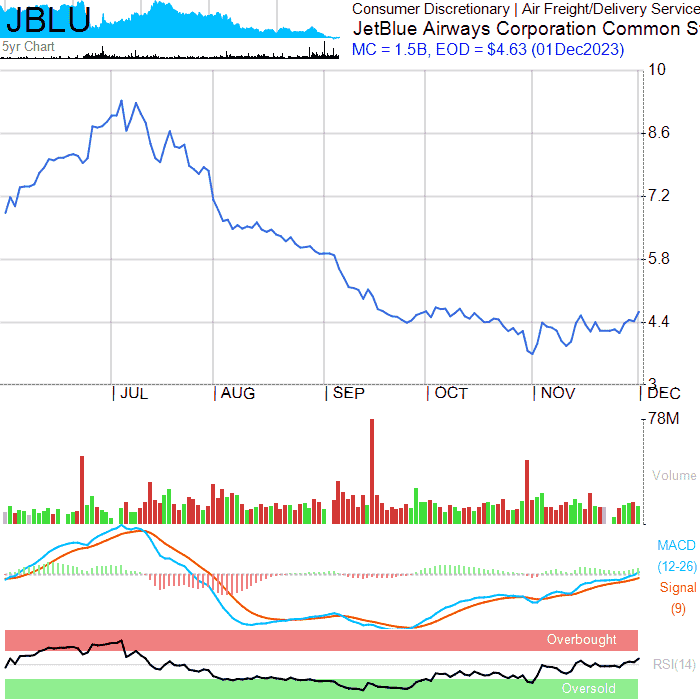 JBLU
5yr Chart
Consumer Discretionary | Air Freight/Delivery Service
JetBlue Airways Corporation Common S
MC = 1.5B, EOD = $4.63 (01Dec2023)
10
8.6
7.2
5.8
4.4
3
JUL AUG SEP OCT NOV DEC
78M
Volume
MACD
(12-26)
Signal
(9)
Overbought
RSI(14)
Oversold